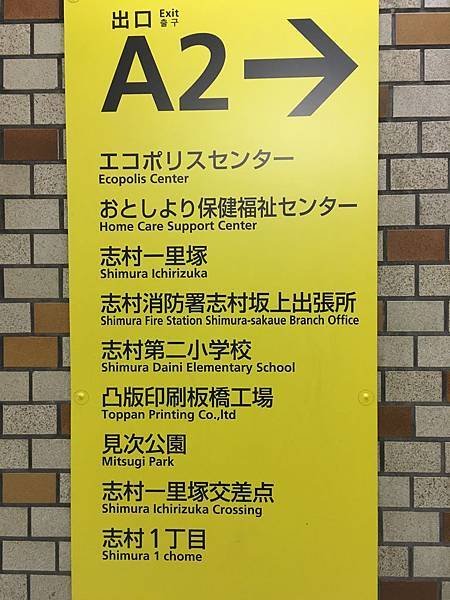 出口 Exit 출구
A2 →
エコポリスセンター
Ecopolis Center
おとしより保健福祉センター
Home Care Support Center
志村一里塚
Shimura Ichirizuka
志村消防署志村坂上出張所
Shimura Fire Station Shimura-sakaue Branch Office
志村第二小学校
Shimura Daini Elementary School
凸版印刷板橋工場
Toppan Printing Co.,ltd
見次公園
Mitsugi Park
志村一里塚交差点
Shimura Ichirizuka Crossing
志村1丁目
Shimura 1 chome